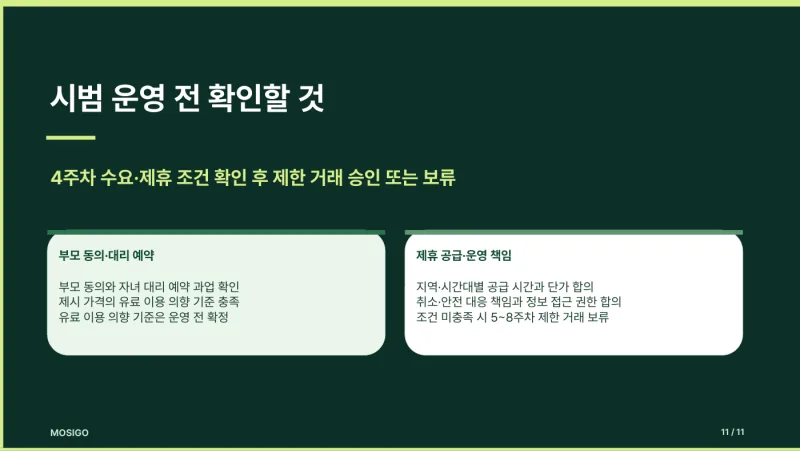 시범 운영 전 확인할 것
4주차 수요·제휴 조건 확인 후 제한 거래 승인 또는 보류
부모 동의·대리 예약
부모 동의와 자녀 대리 예약 과업 확인
제시 가격의 유료 이용 의향 기준 충족
유료 이용 의향 기준은 운영 전 확정
제휴 공급·운영 책임
지역·시간대별 공급 시간과 단가 합의
취소·안전 대응 책임과 정보 접근 권한 합의
조건 미충족 시 5~8주차 제한 거래 보류
MOSIGO
11 / 11